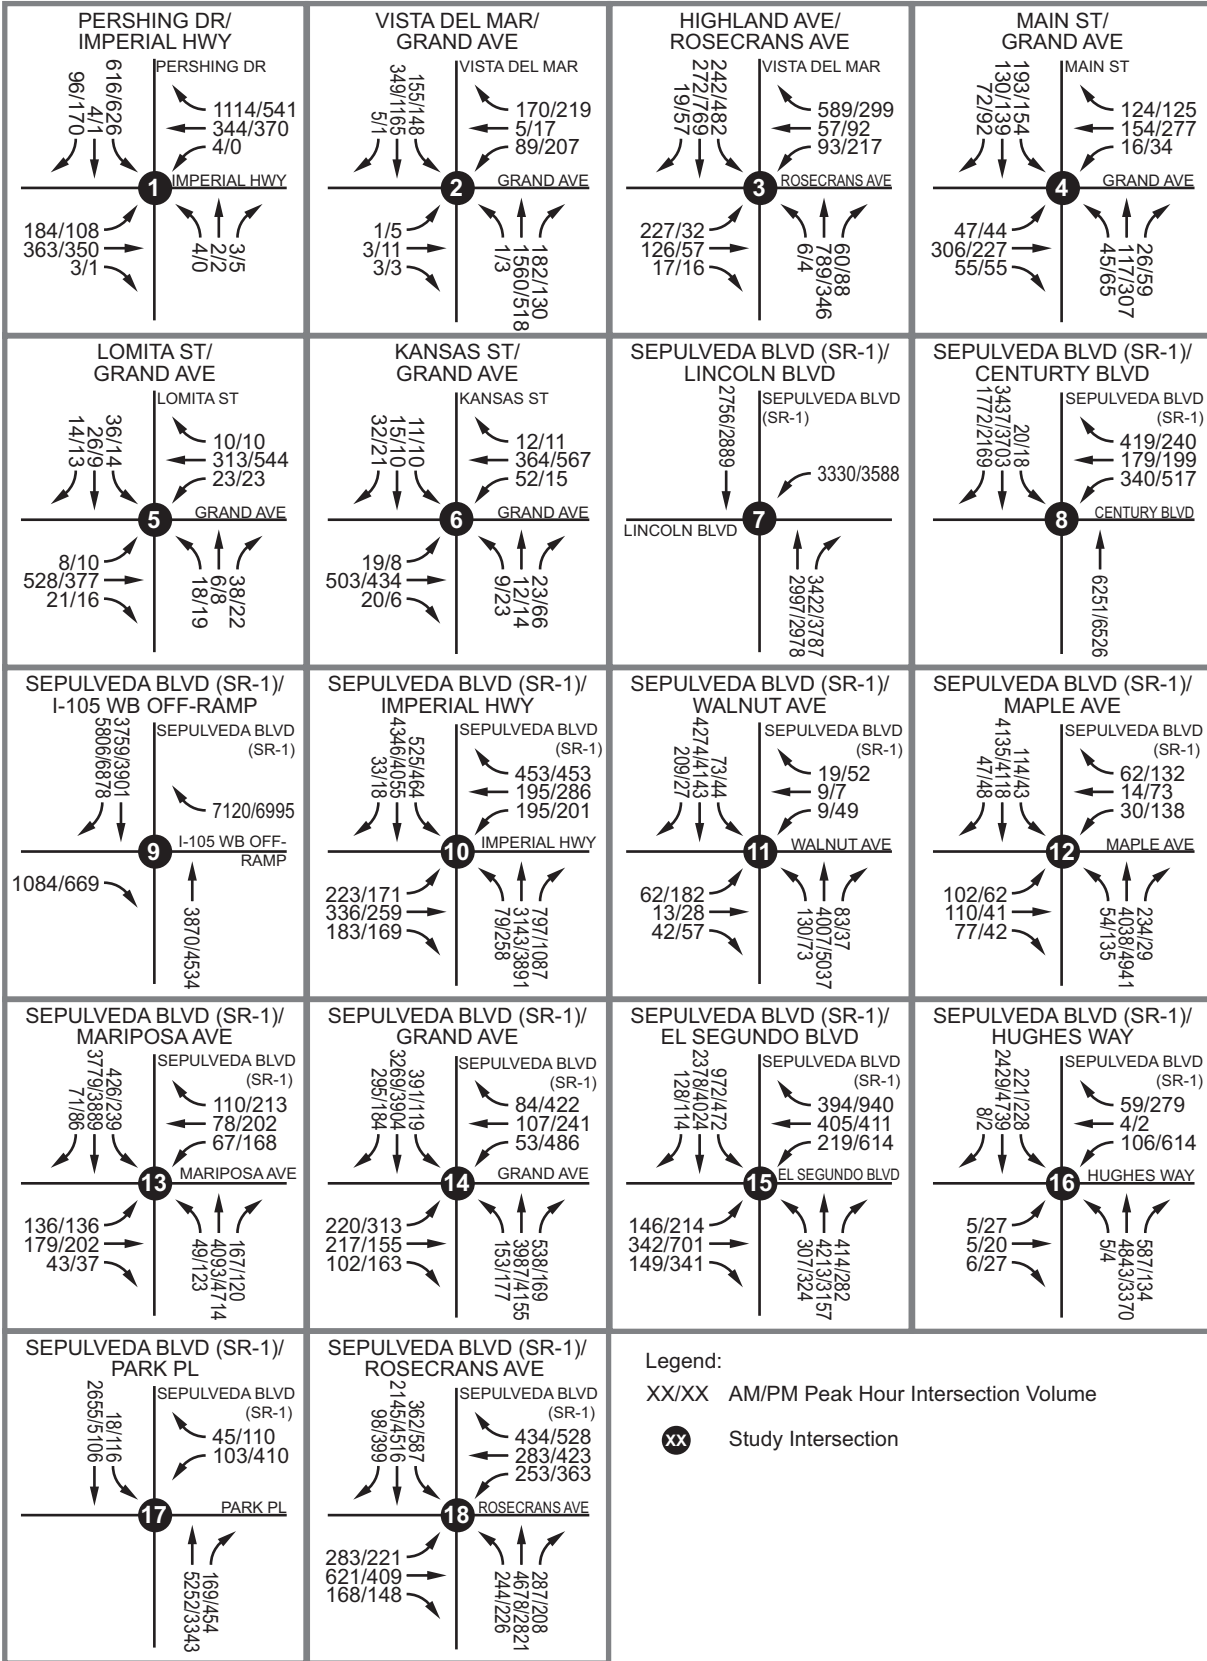 PERSHING DR/
IMPERIAL HWY
PERSHING DR
96/170
4/1
616/626
1114/541
344/370
4/0
1
IMPERIAL HWY
184/108
363/350
3/1
4/0
2/2
3/5
VISTA DEL MAR/
GRAND AVE
VISTA DEL MAR
5/1
349/1165
155/148
170/219
5/17
89/207
2
GRAND AVE
1/5
3/11
3/3
1/3
1560/518
182/130
HIGHLAND AVE/
ROSECRANS AVE
VISTA DEL MAR
19/57
272/769
242/482
589/299
57/92
93/217
3
ROSECRANS AVE
227/32
126/57
17/16
6/4
789/346
60/88
MAIN ST/
GRAND AVE
MAIN ST
72/92
130/139
193/154
124/125
154/277
16/34
4
GRAND AVE
47/44
306/227
55/55
45/65
117/307
26/59
LOMITA ST/
GRAND AVE
LOMITA ST
14/13
26/9
36/14
10/10
313/544
23/23
5
GRAND AVE
8/10
528/377
21/16
18/19
6/8
38/22
KANSAS ST/
GRAND AVE
KANSAS ST
32/21
15/10
11/10
12/11
364/567
52/15
6
GRAND AVE
19/8
503/434
20/6
9/23
12/14
23/66
SEPULVEDA BLVD (SR-1)/
LINCOLN BLVD
SEPULVEDA BLVD
(SR-1)
2756/2889
3330/3588
7
LINCOLN BLVD
2997/2978
3422/3787
SEPULVEDA BLVD (SR-1)/
CENTURTY BLVD
SEPULVEDA BLVD
(SR-1)
1772/2169
3437/3703
20/18
419/240
179/199
340/517
8
CENTURY BLVD
6251/6526
SEPULVEDA BLVD (SR-1)/
I-105 WB OFF-RAMP
SEPULVEDA BLVD
(SR-1)
5806/6878
3759/3901
7120/6995
9
I-105 WB OFF-
RAMP
1084/669
3870/4534
SEPULVEDA BLVD (SR-1)/
IMPERIAL HWY
SEPULVEDA BLVD
(SR-1)
33/18
4346/4055
525/464
453/453
195/286
195/201
10
IMPERIAL HWY
223/171
336/259
183/169
79/258
3143/3891
797/1087
SEPULVEDA BLVD (SR-1)/
WALNUT AVE
SEPULVEDA BLVD
(SR-1)
209/27
4274/4143
73/44
19/52
9/7
9/49
11
WALNUT AVE
62/182
13/28
42/57
130/73
4007/5037
83/37
SEPULVEDA BLVD (SR-1)/
MAPLE AVE
SEPULVEDA BLVD
(SR-1)
47/48
4135/4118
114/43
62/132
14/73
30/138
12
MAPLE AVE
102/62
110/41
77/42
54/135
4038/4941
234/29
SEPULVEDA BLVD (SR-1)/
MARIPOSA AVE
SEPULVEDA BLVD
(SR-1)
71/86
3779/3889
426/239
110/213
78/202
67/168
13
MARIPOSA AVE
136/136
179/202
43/37
49/123
4093/4714
167/120
SEPULVEDA BLVD (SR-1)/
GRAND AVE
SEPULVEDA BLVD
(SR-1)
295/184
3269/3904
391/119
84/422
107/241
53/486
14
GRAND AVE
220/313
217/155
102/163
153/177
3987/4155
538/169
SEPULVEDA BLVD (SR-1)/
EL SEGUNDO BLVD
SEPULVEDA BLVD
(SR-1)
128/114
2378/4024
972/472
394/940
405/411
219/614
15
EL SEGUNDO BLVD
146/214
342/701
149/341
307/324
4213/3157
414/282
SEPULVEDA BLVD (SR-1)/
HUGHES WAY
SEPULVEDA BLVD
(SR-1)
8/2
2429/4739
221/228
59/279
4/2
106/614
16
HUGHES WAY
5/27
5/20
6/27
5/4
4843/3370
587/134
SEPULVEDA BLVD (SR-1)/
PARK PL
SEPULVEDA BLVD
(SR-1)
2655/5106
18/116
45/110
103/410
17
PARK PL
5252/3343
169/454
SEPULVEDA BLVD (SR-1)/
ROSECRANS AVE
SEPULVEDA BLVD
(SR-1)
98/399
2145/4516
362/587
434/528
283/423
253/363
18
ROSECRANS AVE
283/221
621/409
168/148
244/226
4678/2821
287/208
Legend:
XX/XX AM/PM Peak Hour Intersection Volume
XX Study Intersection